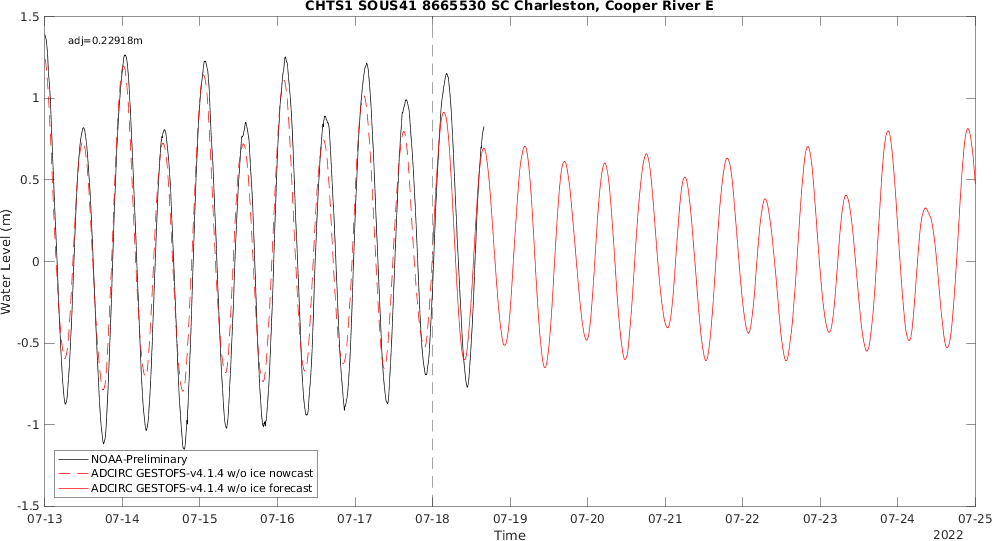 CHTS1 SOUS41 8665530 SC Charleston, Cooper River E
adj=0.22918m
1.5
1
0.5
0
-0.5
-1
-1.5
Water Level (m)
NOAA-Preliminary
ADCIRC GESTOFS-v4.1.4 w/o ice nowcast
ADCIRC GESTOFS-v4.1.4 w/o ice forecast
07-13 07-14 07-15 07-16 07-17 07-18 07-19 07-20 07-21 07-22 07-23 07-24 07-25
Time
2022